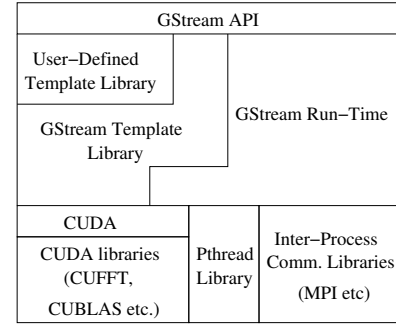 GStream API
User−Defined
Template Library
GStream Template
Library
GStream Run−Time
CUDA
CUDA libraries
(CUFFT,
CUBLAS etc.)
Pthread
Library
Inter−Process
Comm. Libraries
(MPI etc)